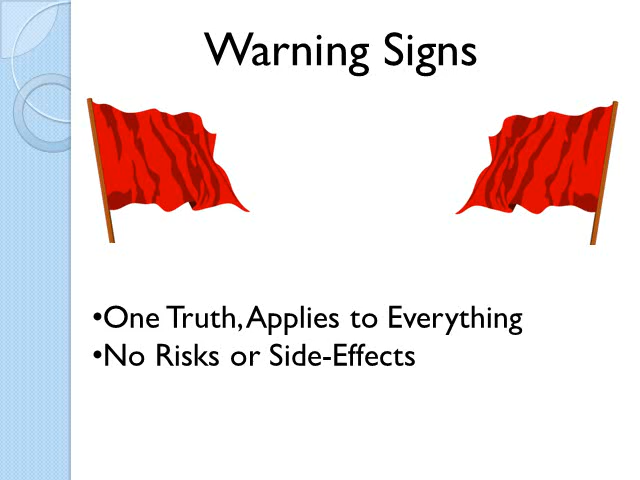 Warning Signs
•One Truth, Applies to Everything
•No Risks or Side-Effects